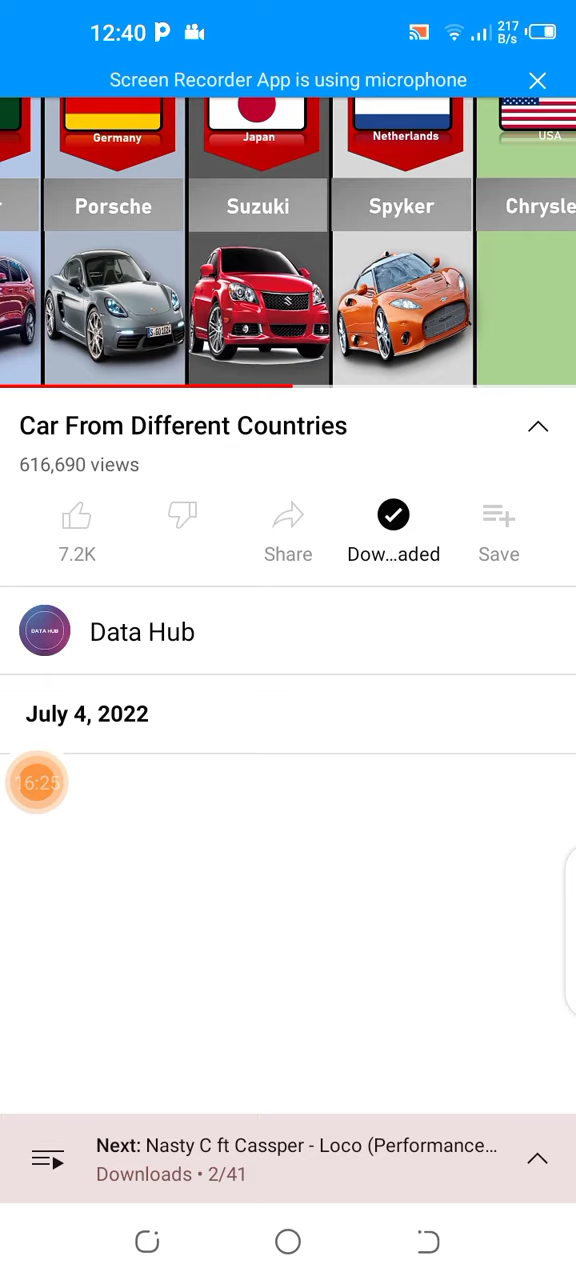 12:40
217
B/s
Screen Recorder App is using microphone
Germany
Japan
Netherlands
USA
Porsche
Suzuki
Spyker
Chrysle
Car From Different Countries
616,690 views
7.2K
Share
Dow...aded
Save
DATA HUB
Data Hub
July 4, 2022
16:25
Next: Nasty C ft Cassper - Loco (Performance...
Downloads • 2/41